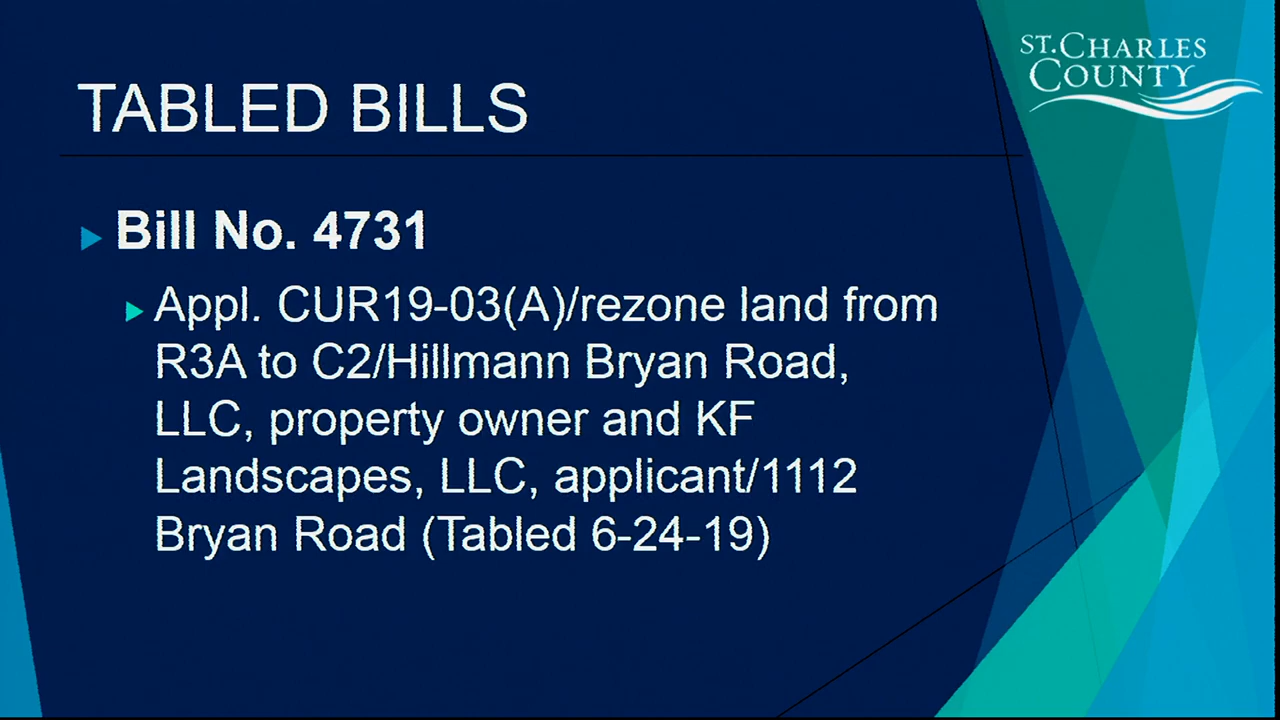 ST. CHARLES
COUNTY
TABLED BILLS
Bill No. 4731
Appl. CUR19-03(A)/rezone land from
R3A to C2/Hillmann Bryan Road,
LLC, property owner and KF
Landscapes, LLC, applicant/1112
Bryan Road (Tabled 6-24-19)